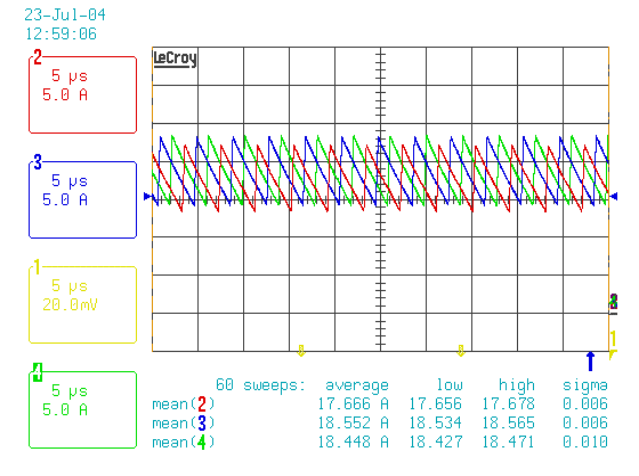 23-Jul-04
12:59:06
LeCroy
2
5 µs
5.0 A
3
5 µs
5.0 A
1
5 µs
20.0mV
4
5 µs
5.0 A
1
60 sweeps: average low high sigma
mean(2) 17.666 A 17.656 17.678 0.006
mean(3) 18.552 A 18.534 18.565 0.006
mean(4) 18.448 A 18.427 18.471 0.010